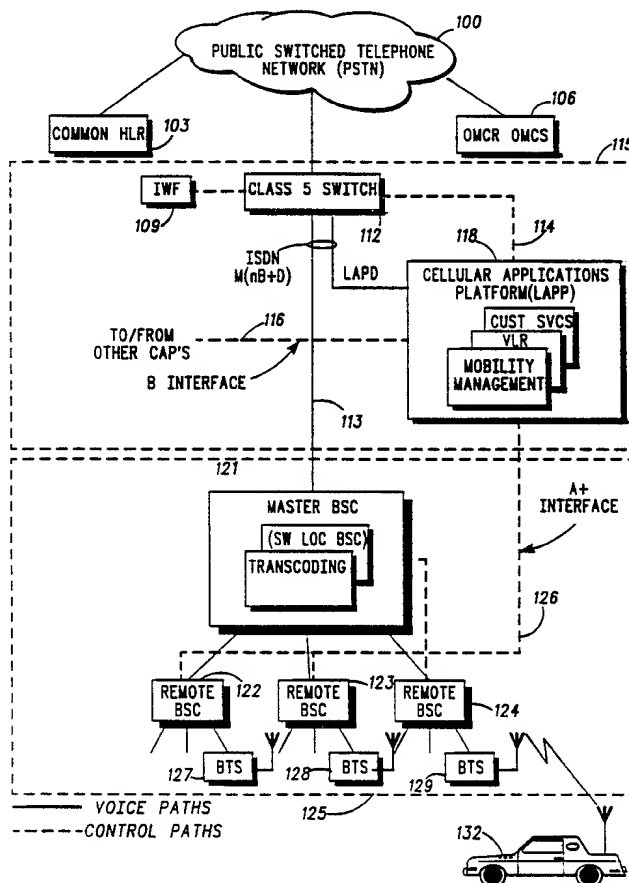 100
PUBLIC SWITCHED TELEPHONE
NETWORK (PSTN)
106
COMMON HLR
103
OMCR OMCS
115
IWF
109
CLASS 5 SWITCH
112
114
118
ISDN
M(nB+D)
LAPD
CELLULAR APPLICATIONS
PLATFORM(LAPP)
CUST SVCS
VLR
MOBILITY
MANAGEMENT
116
TO/FROM
OTHER CAP'S
B INTERFACE
113
121
MASTER BSC
(SW LOC BSC)
TRANSCODING
A+
INTERFACE
126
REMOTE
BSC
122
REMOTE
BSC
123
REMOTE
BSC
124
127
BTS
128
BTS
129
BTS
VOICE PATHS
CONTROL PATHS
125
132